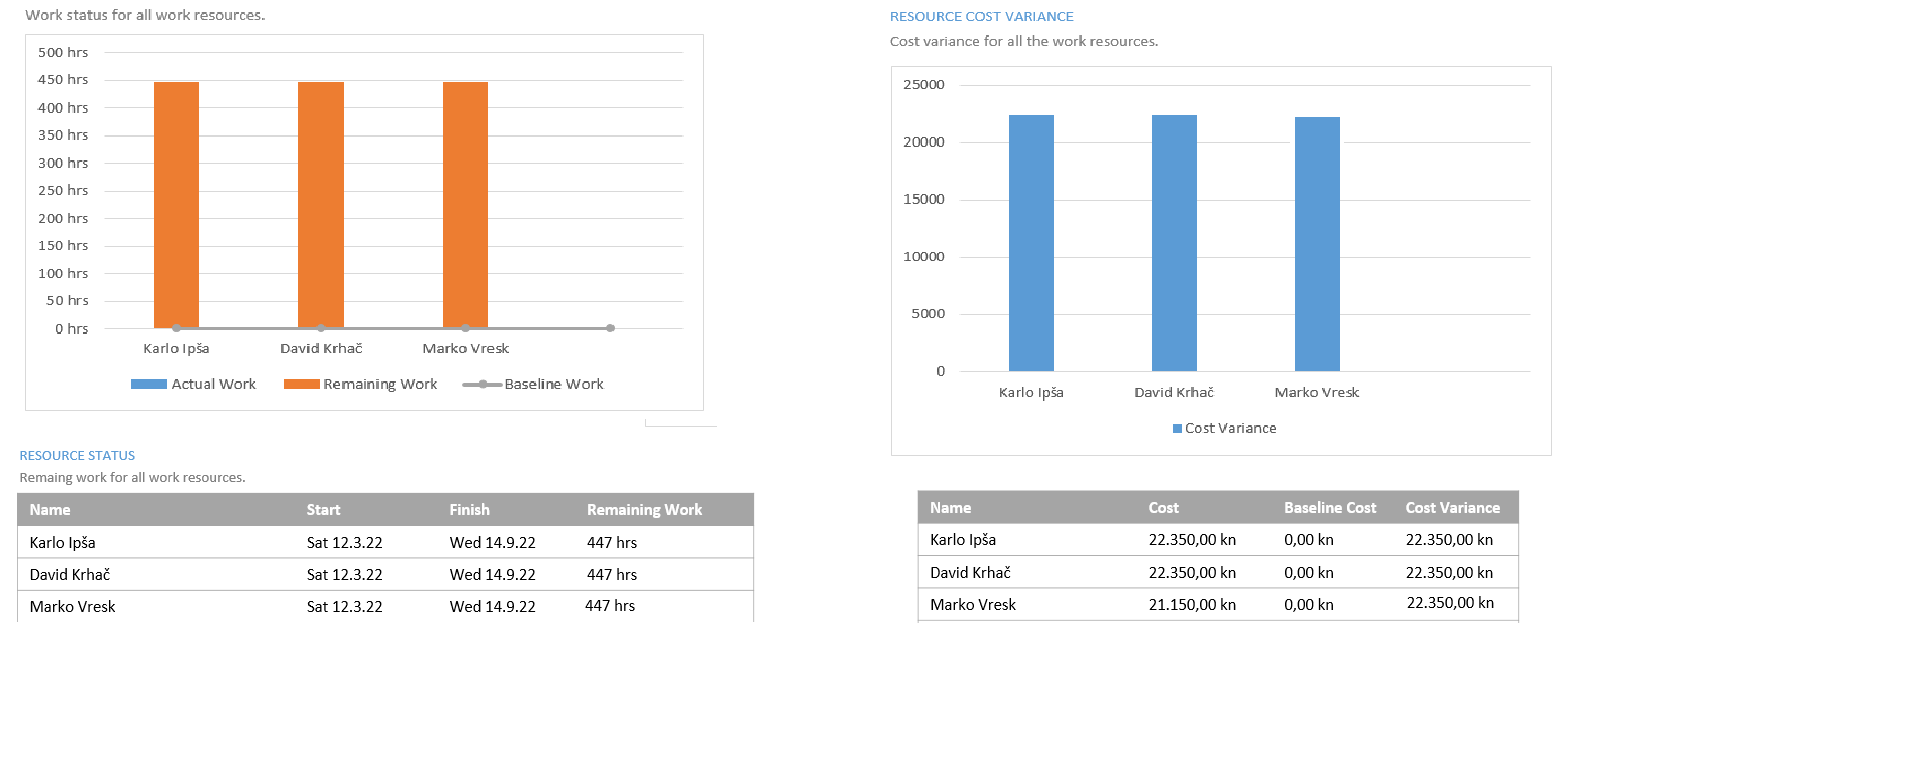 Work status for all work resources.
500 hrs
450 hrs
400 hrs
350 hrs
300 hrs
250 hrs
200 hrs
150 hrs
100 hrs
50 hrs
0 hrs
Karlo Ipša David Krhač Marko Vresk
Actual Work Remaining Work Baseline Work
RESOURCE STATUS
Remaing work for all work resources.
Name Start Finish Remaining Work
Karlo Ipša Sat 12.3.22 Wed 14.9.22 447 hrs
David Krhač Sat 12.3.22 Wed 14.9.22 447 hrs
Marko Vresk Sat 12.3.22 Wed 14.9.22 447 hrs
RESOURCE COST VARIANCE
Cost variance for all the work resources.
25000
20000
15000
10000
5000
0
Karlo Ipša David Krhač Marko Vresk
Cost Variance
Name Cost Baseline Cost Cost Variance
Karlo Ipša 22.350,00 kn 0,00 kn 22.350,00 kn
David Krhač 22.350,00 kn 0,00 kn 22.350,00 kn
Marko Vresk 21.150,00 kn 0,00 kn 22.350,00 kn